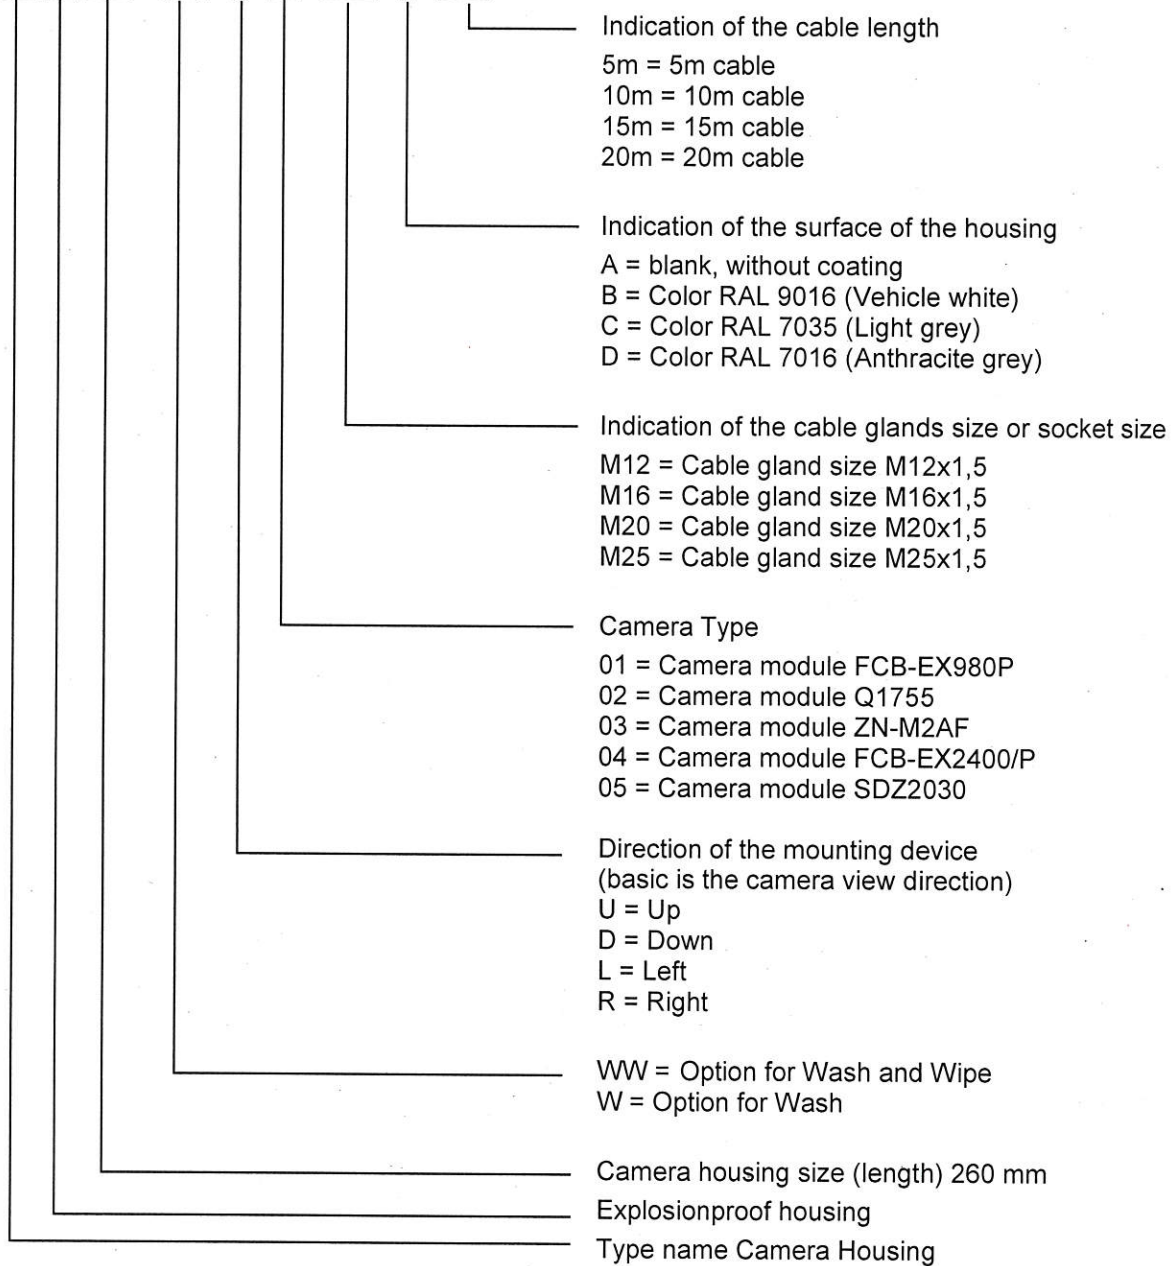 Indication of the cable length
5m = 5m cable
10m = 10m cable
15m = 15m cable
20m = 20m cable
Indication of the surface of the housing
A = blank, without coating
B = Color RAL 9016 (Vehicle white)
C = Color RAL 7035 (Light grey)
D = Color RAL 7016 (Anthracite grey)
Indication of the cable glands size or socket size
M12 = Cable gland size M12x1,5
M16 = Cable gland size M16x1,5
M20 = Cable gland size M20x1,5
M25 = Cable gland size M25x1,5
Camera Type
01 = Camera module FCB-EX980P
02 = Camera module Q1755
03 = Camera module ZN-M2AF
04 = Camera module FCB-EX2400/P
05 = Camera module SDZ2030
Direction of the mounting device
(basic is the camera view direction)
U = Up
D = Down
L = Left
R = Right
WW = Option for Wash and Wipe
W = Option for Wash
Camera housing size (length) 260 mm
Explosionproof housing
Type name Camera Housing